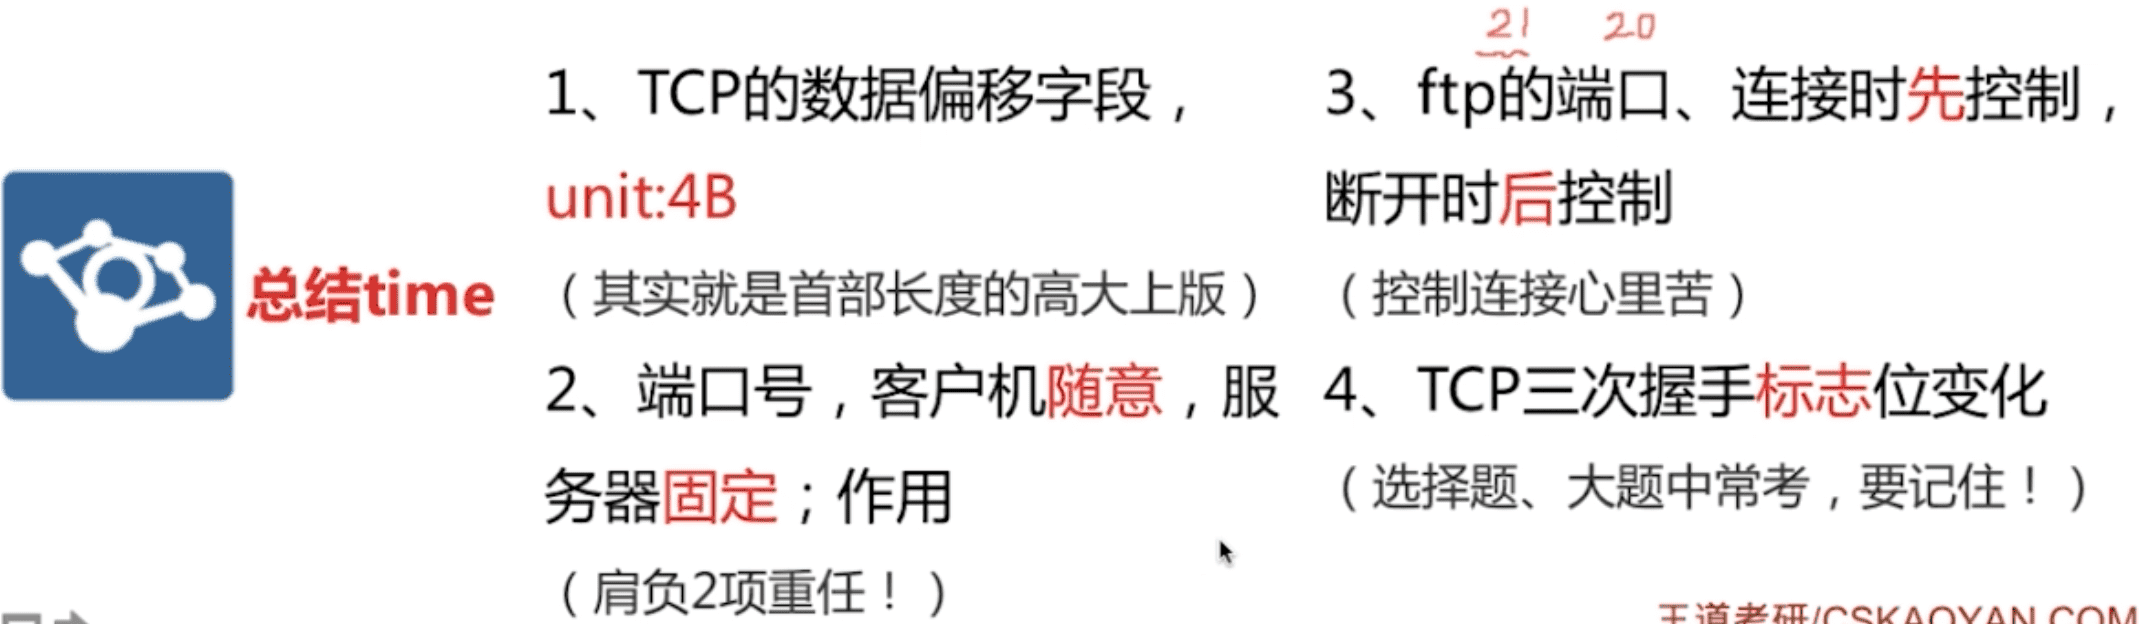 总结time
1、TCP的数据偏移字段，
unit:4B
（其实就是首部长度的高大上版）
2、端口号，客户机随意，服
务器固定；作用
（肩负2项重任！）
21 20
3、ftp的端口、连接时先控制，
断开时后控制
（控制连接心里苦）
4、TCP三次握手标志位变化
（选择题、大题中常考，要记住！）
王道考研/CSKAOYAN.COM